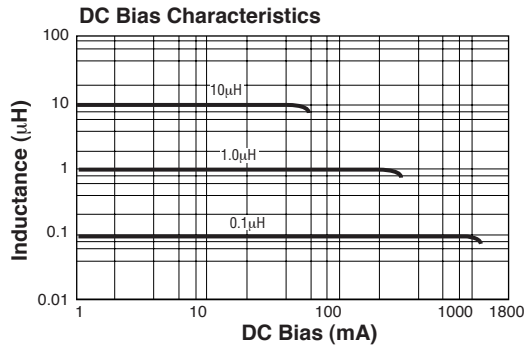 DC Bias Characteristics
100
10
1
0.1
0.01
Inductance (μH)
10μH
1.0μH
0.1μH
1 10 100 1000 1800
DC Bias (mA)